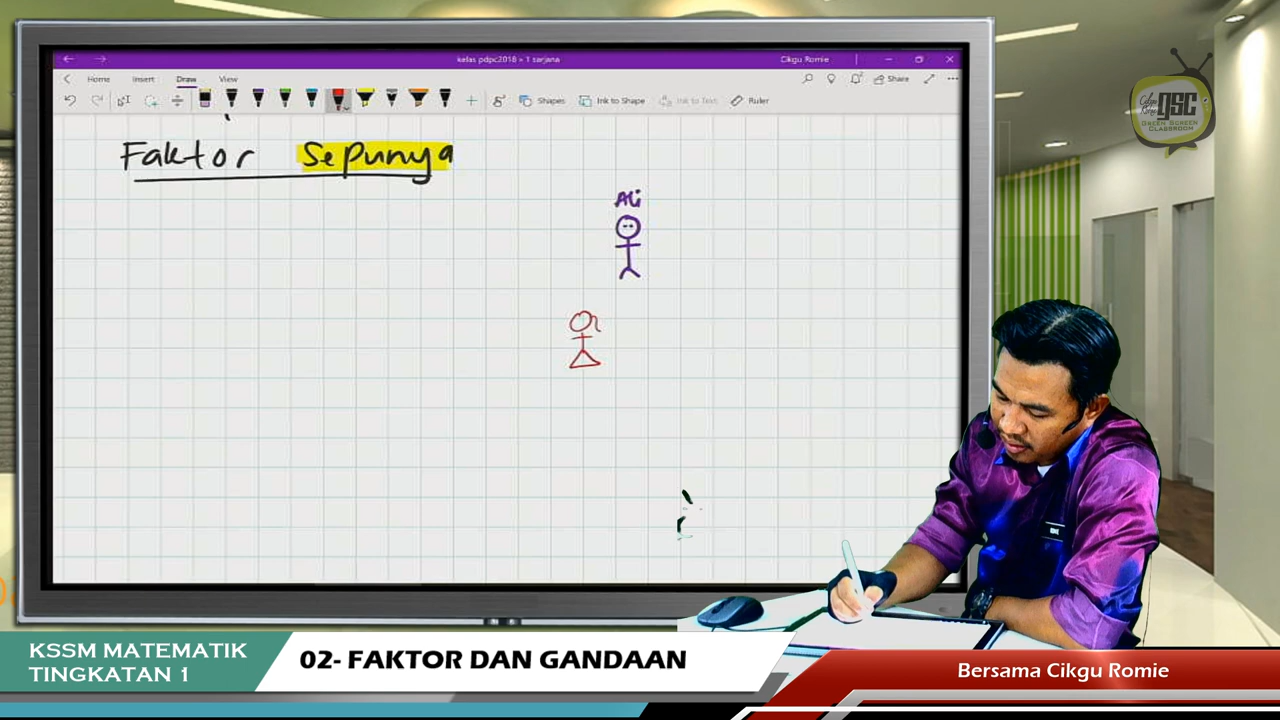 kelas pdpc2018 » 1 sarjana
Cikgu Romie
Home Insert Draw View
Share
Shapes Ink to Shape Ink to Text Ruler
Faktor Sepunya
Ali
Cikgu
gsc
GREEN SCREEN
CLASSROOM
KSSM MATEMATIK
TINGKATAN 1
02- FAKTOR DAN GANDAAN
Bersama Cikgu Romie